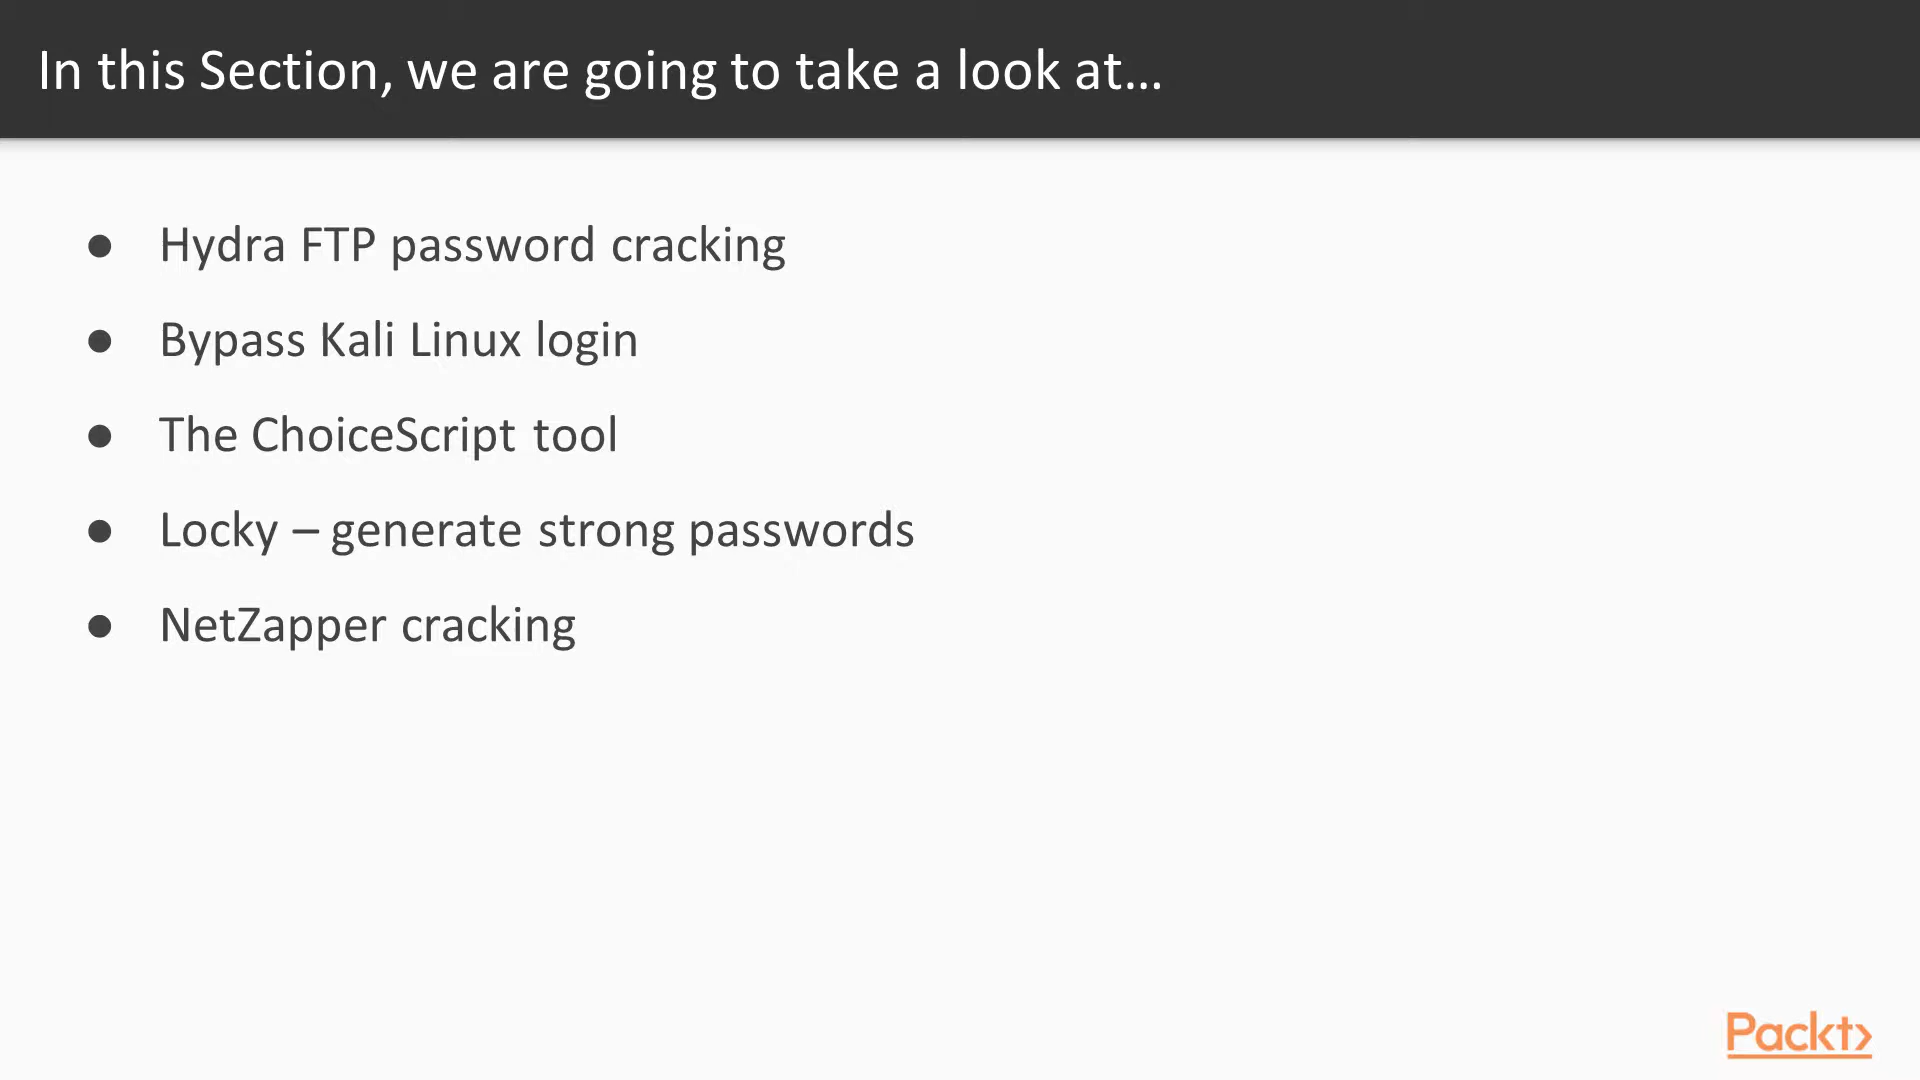 In this Section, we are going to take a look at...
● Hydra FTP password cracking
● Bypass Kali Linux login
● The ChoiceScript tool
● Locky – generate strong passwords
● NetZapper cracking
Packt>